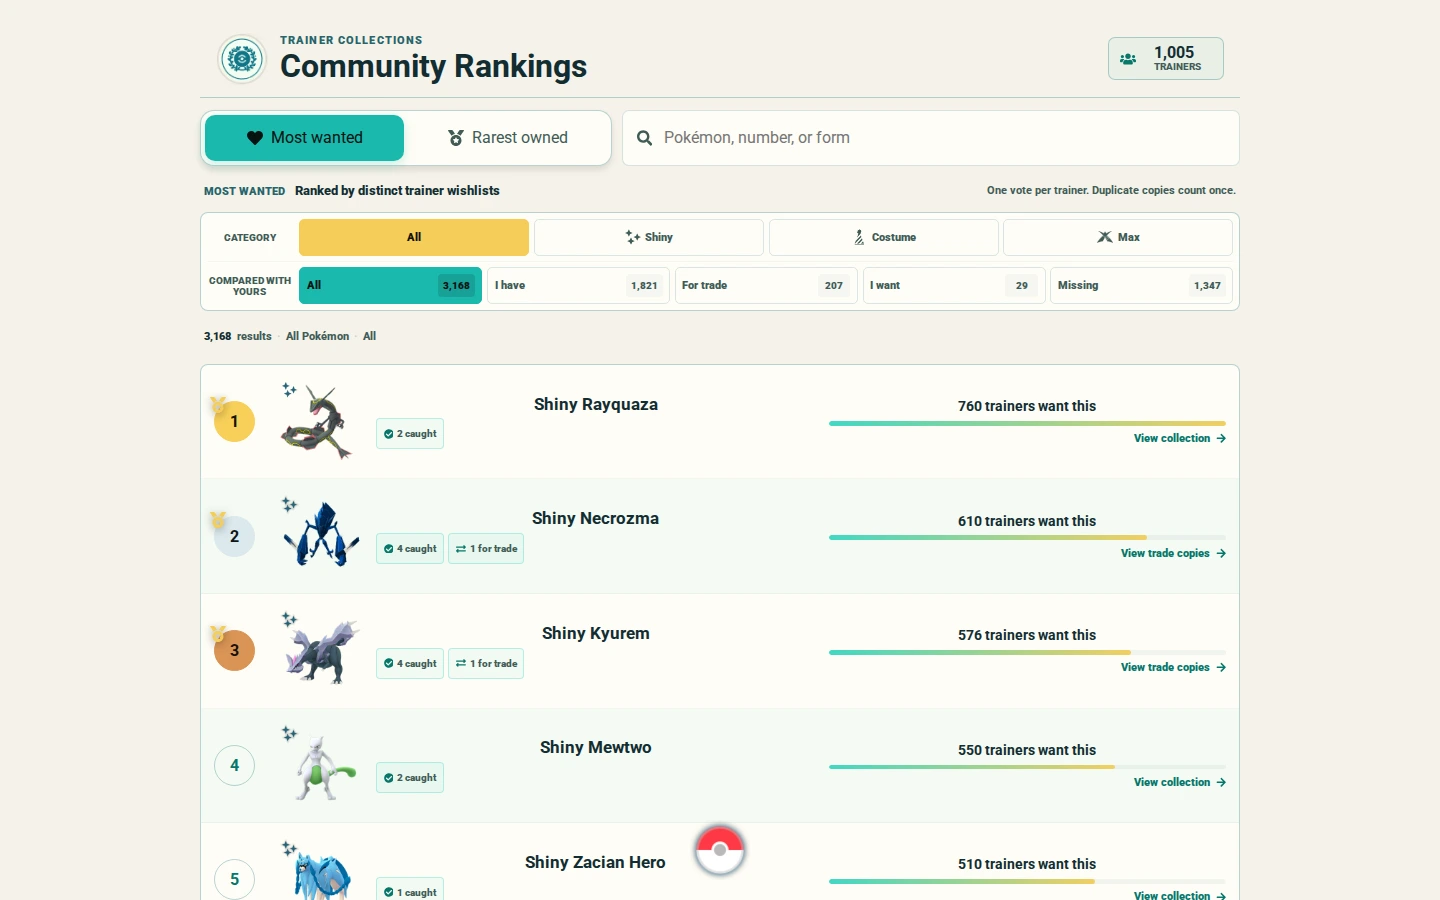 TRAINER COLLECTIONS
Community Rankings
1,005
TRAINERS
Most wanted
Rarest owned
Pokémon, number, or form
MOST WANTED Ranked by distinct trainer wishlists
One vote per trainer. Duplicate copies count once.
CATEGORY
All
Shiny
Costume
Max
COMPARED WITH
YOURS
All 3,168
I have 1,821
For trade 207
I want 29
Missing 1,347
3,168 results · All Pokémon · All
1
Shiny Rayquaza
2 caught
760 trainers want this
View collection
2
Shiny Necrozma
4 caught
1 for trade
610 trainers want this
View trade copies
3
Shiny Kyurem
4 caught
1 for trade
576 trainers want this
View trade copies
4
Shiny Mewtwo
2 caught
550 trainers want this
View collection
5
Shiny Zacian Hero
1 caught
510 trainers want this
View collection